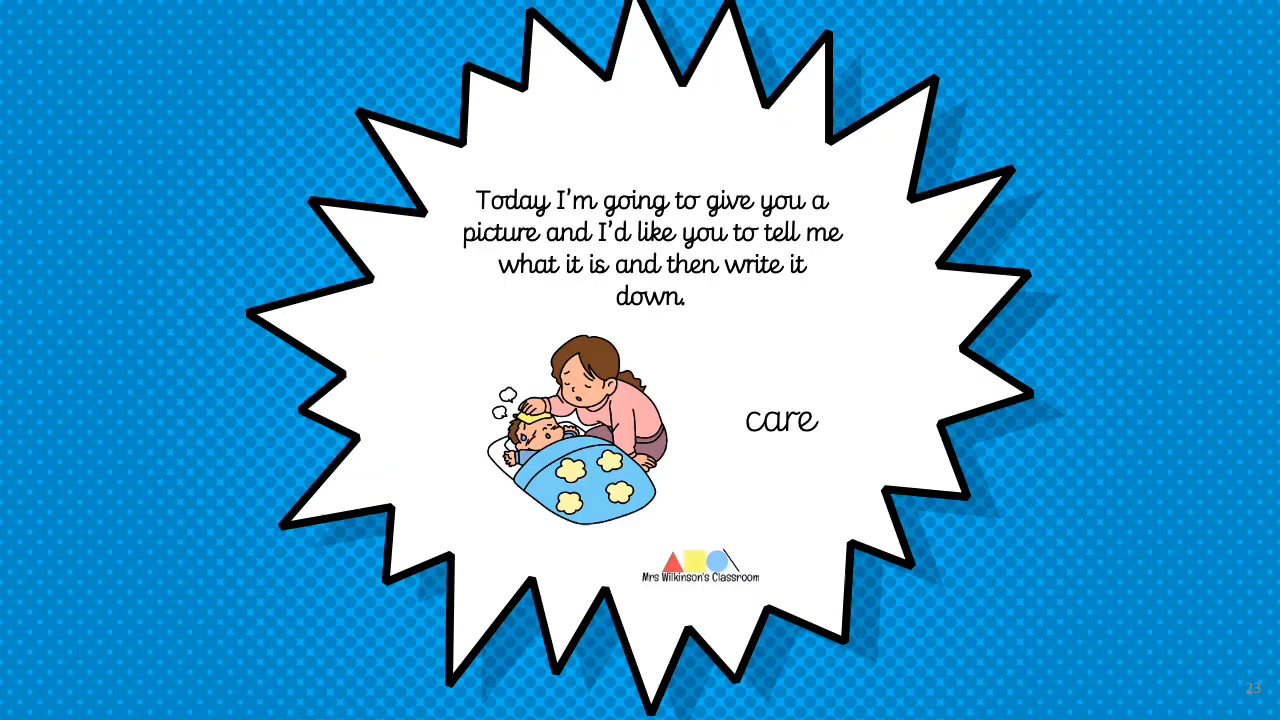 Today I'm going to give you a
picture and I'd like you to tell me
what it is and then write it
down.
care
Mrs Wilkinson's Classroom
23